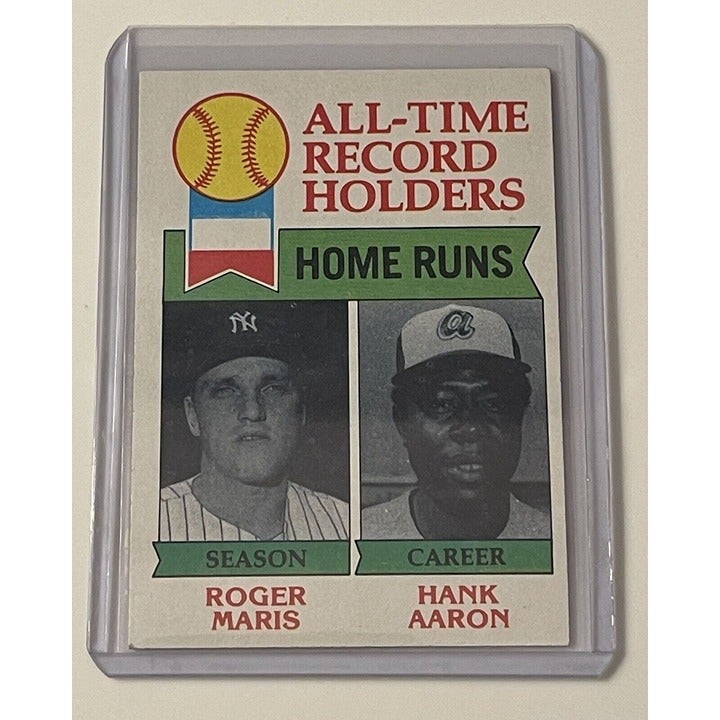 ALL-TIME
RECORD
HOLDERS
HOME RUNS
NY
a
SEASON
CAREER
ROGER
MARIS
HANK
AARON